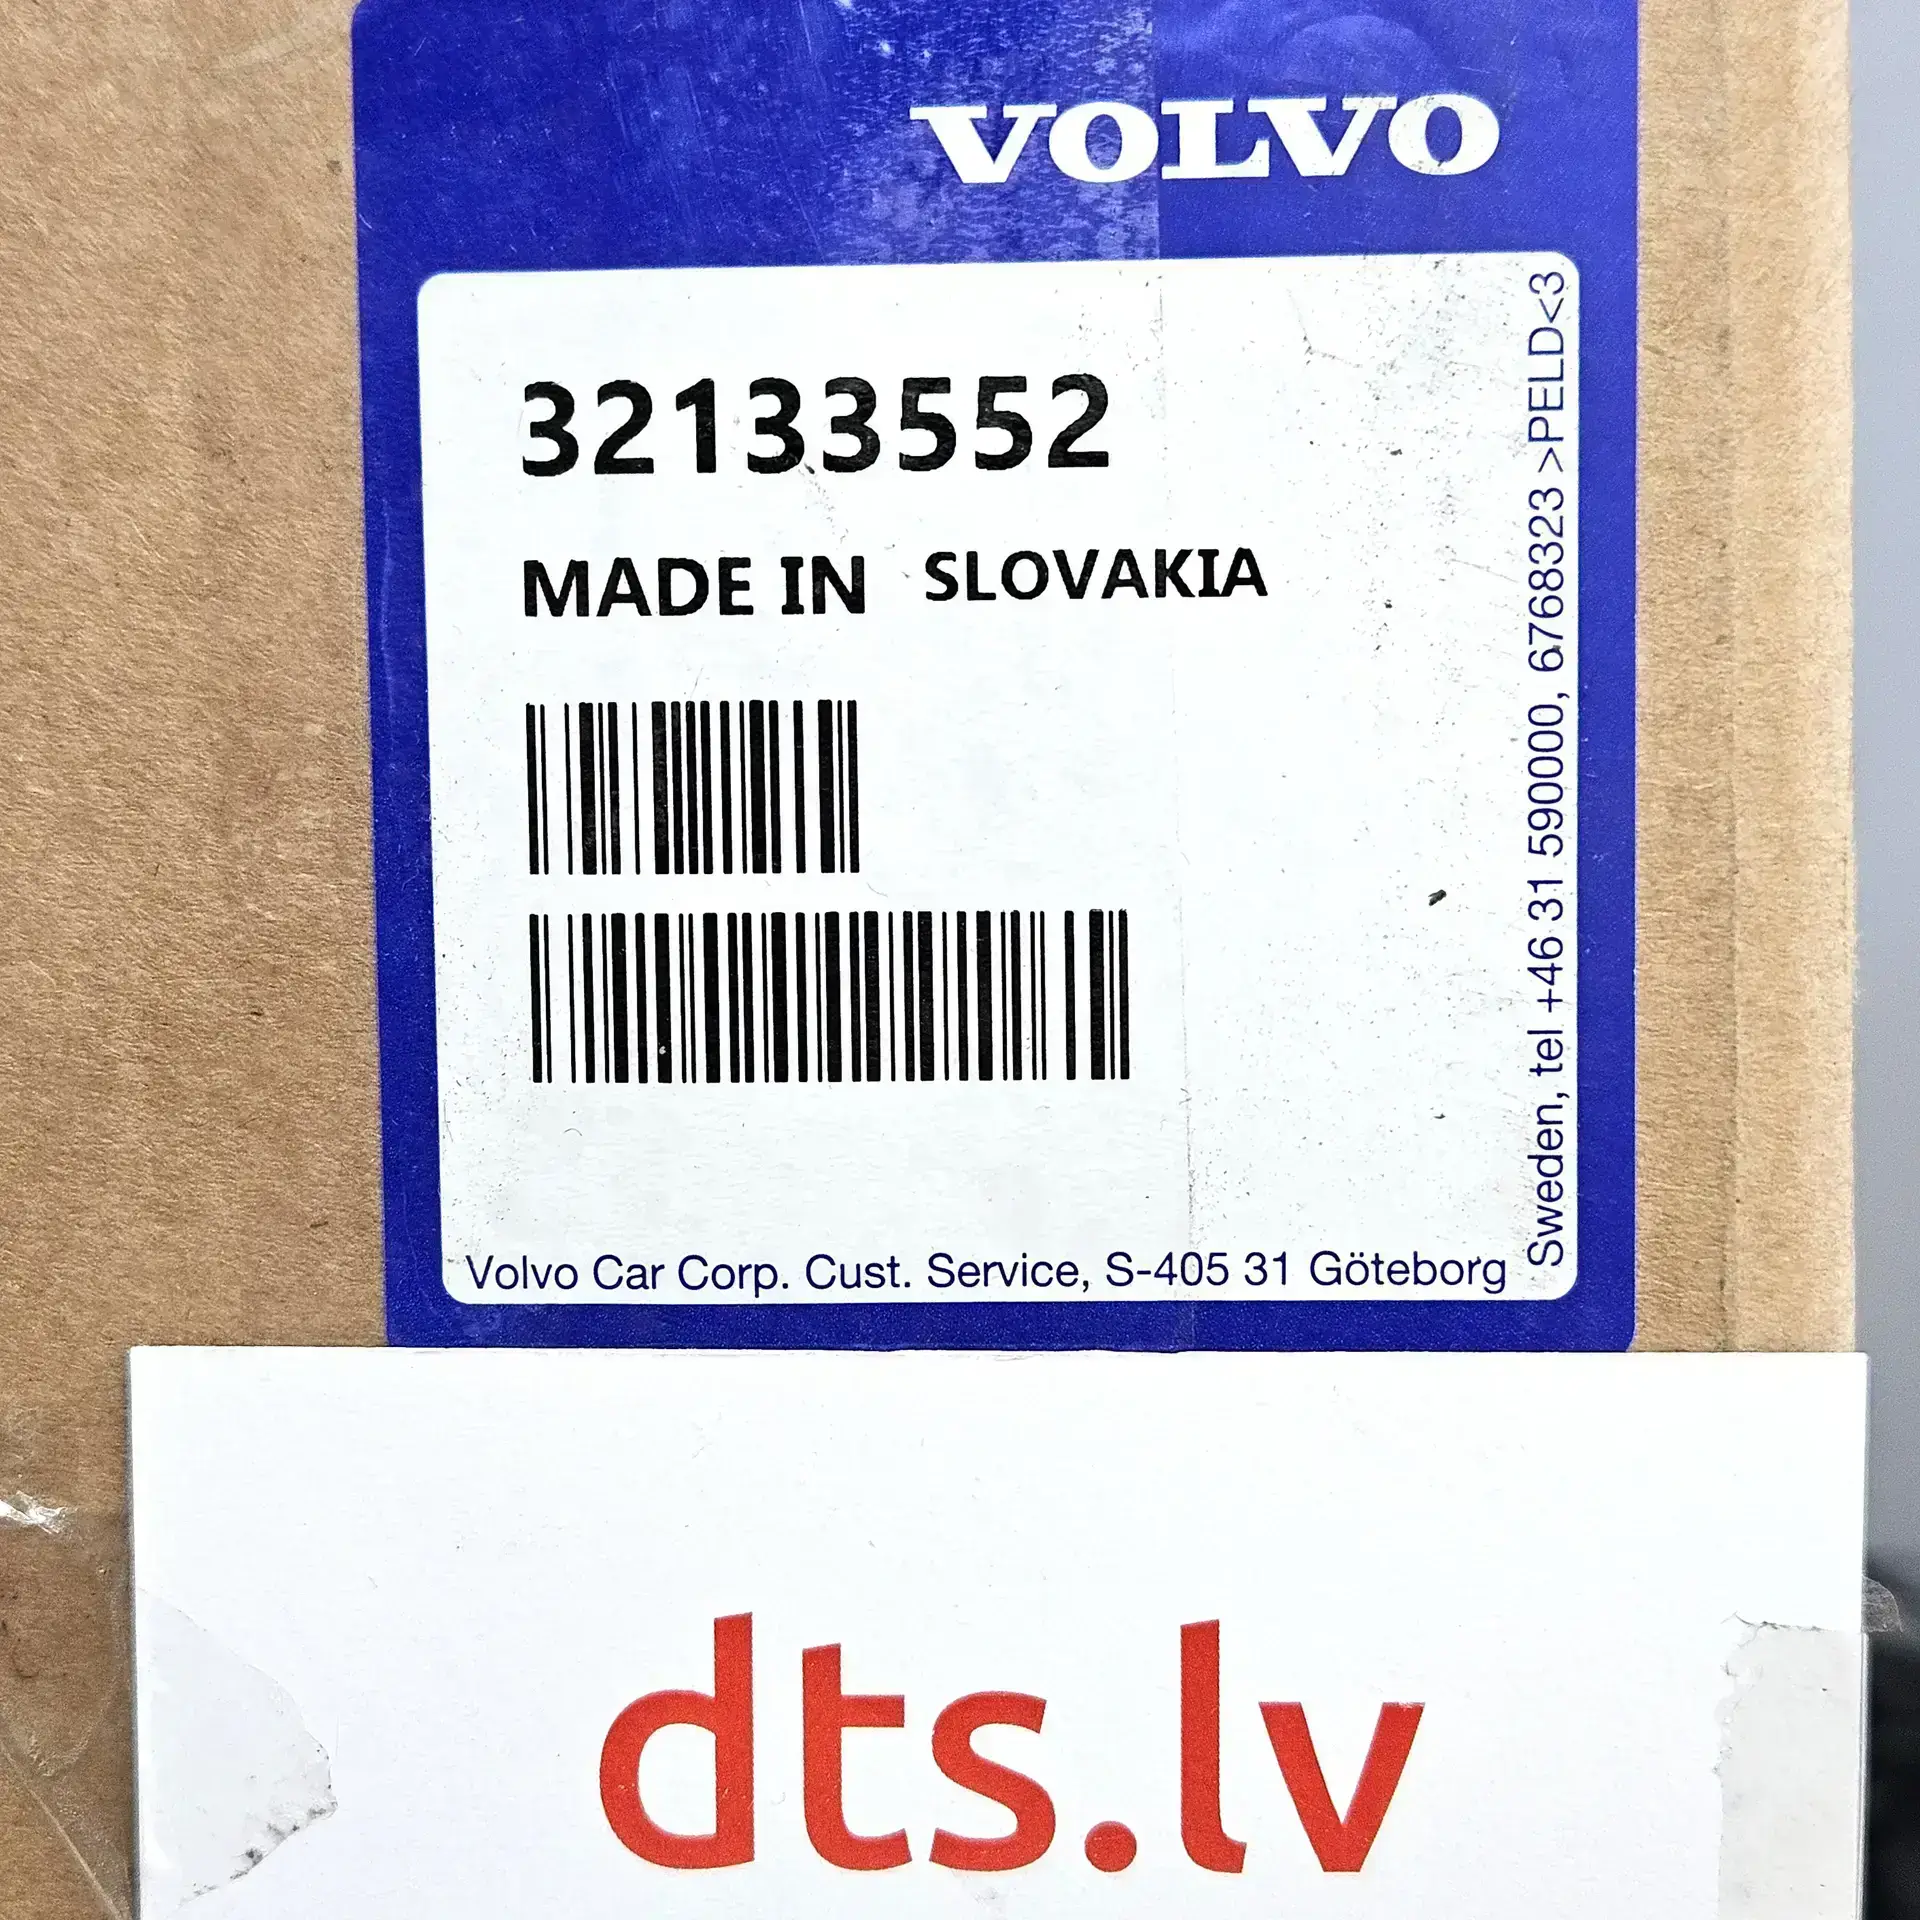 VOLVO
32133552
MADE IN SLOVAKIA
Volvo Car Corp. Cust. Service, S-405 31 Göteborg
Sweden, tel +46 31 590000, 6768323 >PELD<3
dts.lv